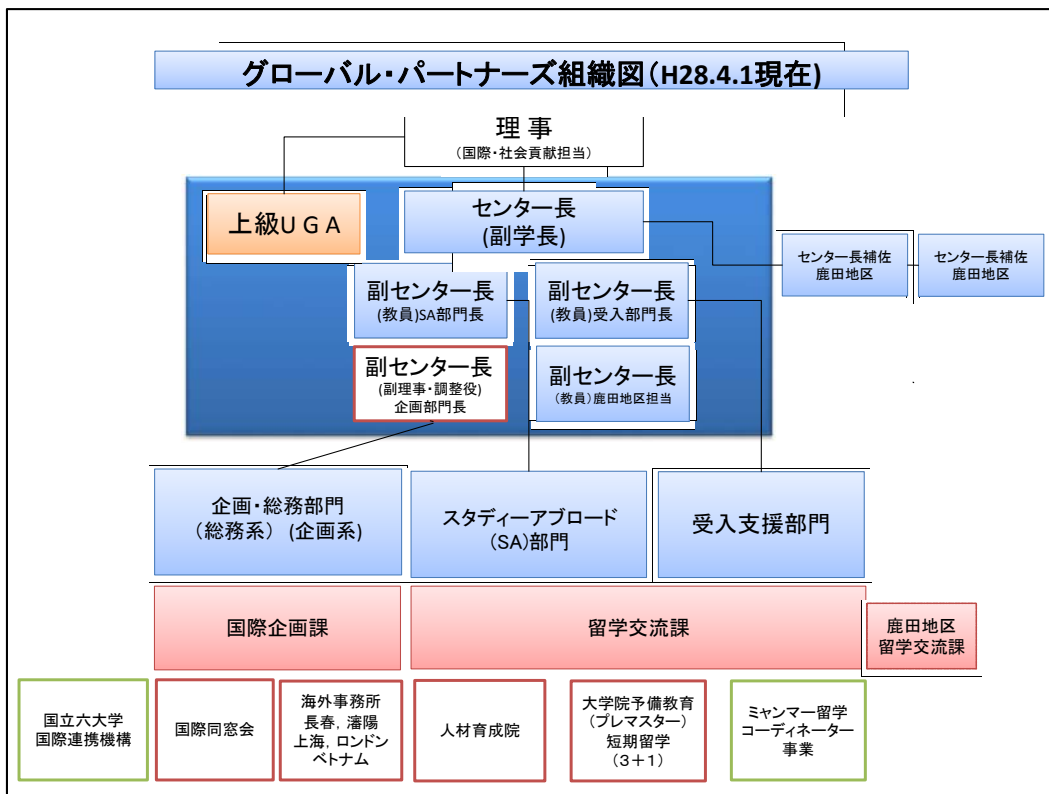 グローバル・パートナーズ組織図(H28.4.1現在)
理 事
(国際・社会貢献担当)
上級UGA
センター長
(副学長)
センター長補佐
鹿田地区
センター長補佐
鹿田地区
副センター長
(教員)SA部門長
副センター長
(教員)受入部門長
副センター長
(副理事・調整役)
企画部門長
副センター長
(教員)鹿田地区担当
企画・総務部門
(総務系) (企画系)
スタディーアブロード
(SA)部門
受入支援部門
国際企画課
留学交流課
鹿田地区
留学交流課
国立六大学
国際連携機構
国際同窓会
海外事務所
長春, 瀋陽
上海, ロンドン
ベトナム
人材育成院
大学院予備教育
(プレマスター)
短期留学
(3+1)
ミャンマー留学
コーディネーター
事業